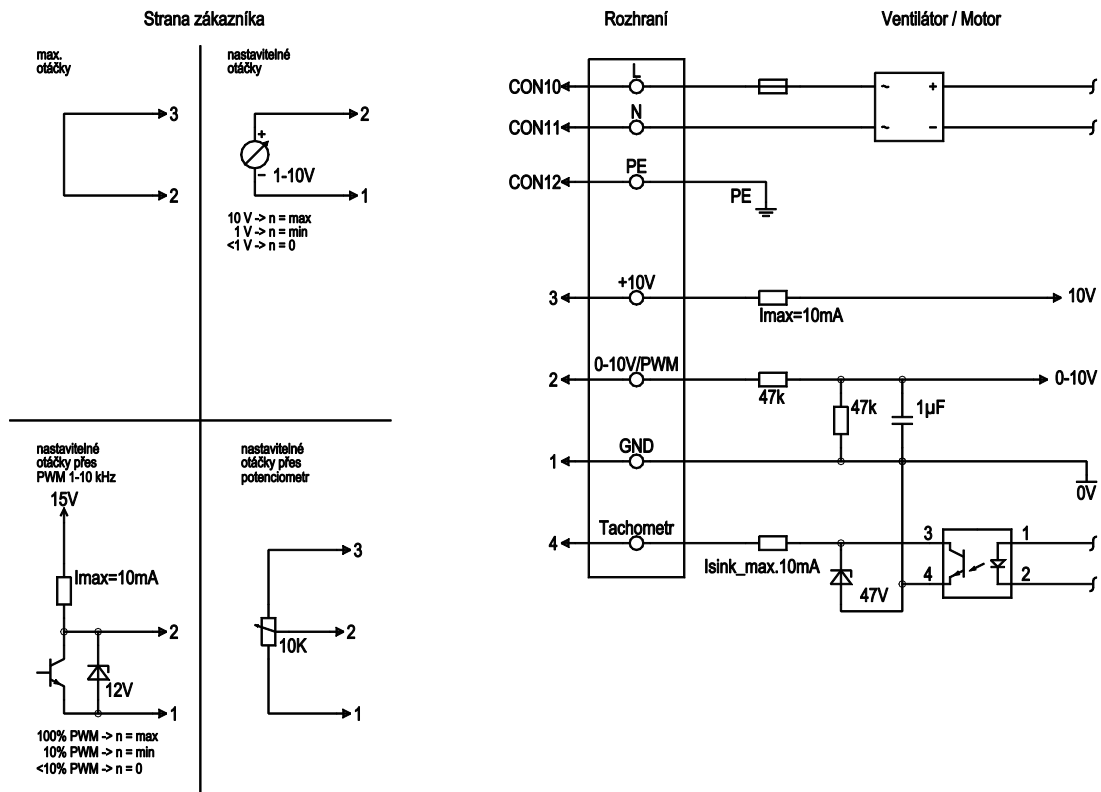 Strana zákazníka
Rozhraní
Ventilátor / Motor
max.
otáčky
3
2
nastavitelné
otáčky
2
+
–
1-10V
1
10 V -> n = max
1 V -> n = min
<1 V -> n = 0
nastavitelné
otáčky přes
PWM 1-10 kHz
15V
Imax=10mA
2
12V
1
100% PWM -> n = max
10% PWM -> n = min
<10% PWM -> n = 0
nastavitelné
otáčky přes
potenciometr
3
2
10K
1
L
CON10
~
+
N
CON11
~
–
PE
CON12
PE
+10V
3
10V
Imax=10mA
0-10V/PWM
2
0-10V
47k
47k
1µF
GND
1
0V
Tachometr
4
3
1
Isink_max.10mA
4
2
47V